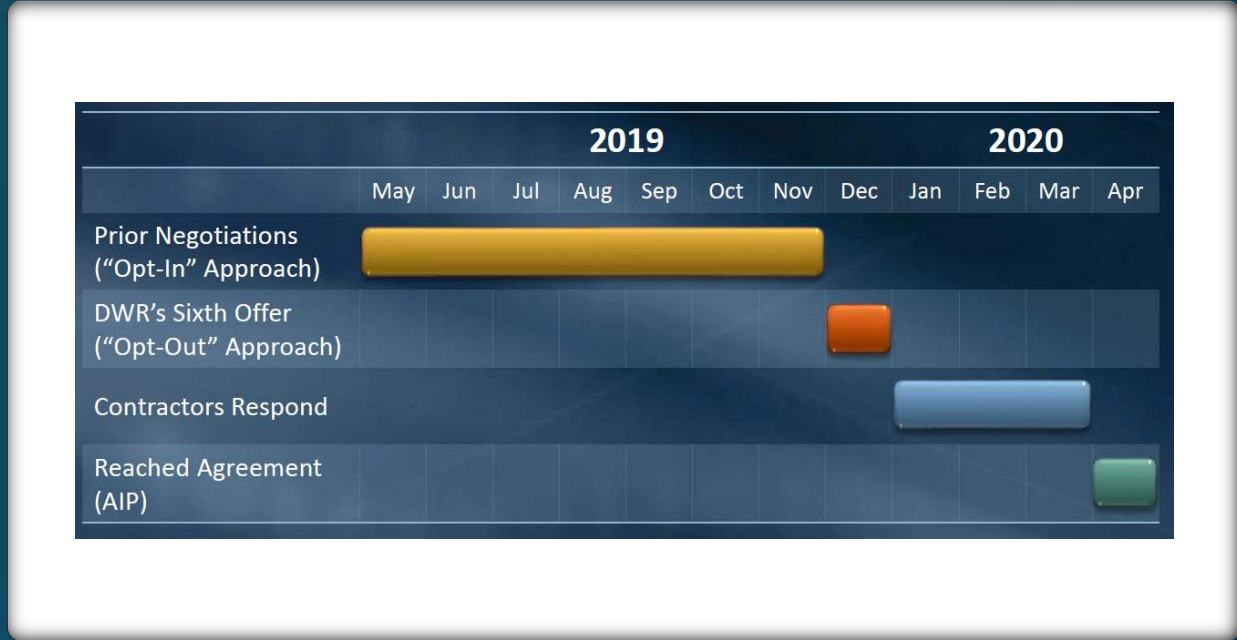 2019 2020
May Jun Jul Aug Sep Oct Nov Dec Jan Feb Mar Apr
Prior Negotiations
(“Opt-In” Approach)
DWR’s Sixth Offer
(“Opt-Out” Approach)
Contractors Respond
Reached Agreement
(AIP)